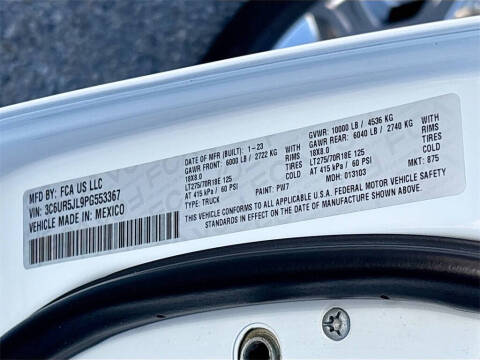 MFD BY: FCA US LLC
VIN: 3C6UR5JL9PG553367
VEHICLE MADE IN: MEXICO
DATE OF MFR (BUILT): 1-23
GAWR FRONT: 6000 LB / 2722 KG WITH
18X8.0 RIMS
LT275/70R18E 125 TIRES
AT 415 kPa / 60 PSI COLD
PAINT: PW7
TYPE: TRUCK
GVWR: 10000 LB / 4536 KG
GAWR REAR: 6040 LB / 2740 KG WITH
18X8.0 RIMS
LT275/70R18E 125 TIRES
AT 415 kPa / 60 PSI COLD
MDH: 013103 MKT: 875
THIS VEHICLE CONFORMS TO ALL APPLICABLE U.S.A. FEDERAL MOTOR VEHICLE SAFETY
STANDARDS IN EFFECT ON THE DATE OF MANUFACTURE SHOWN ABOVE.